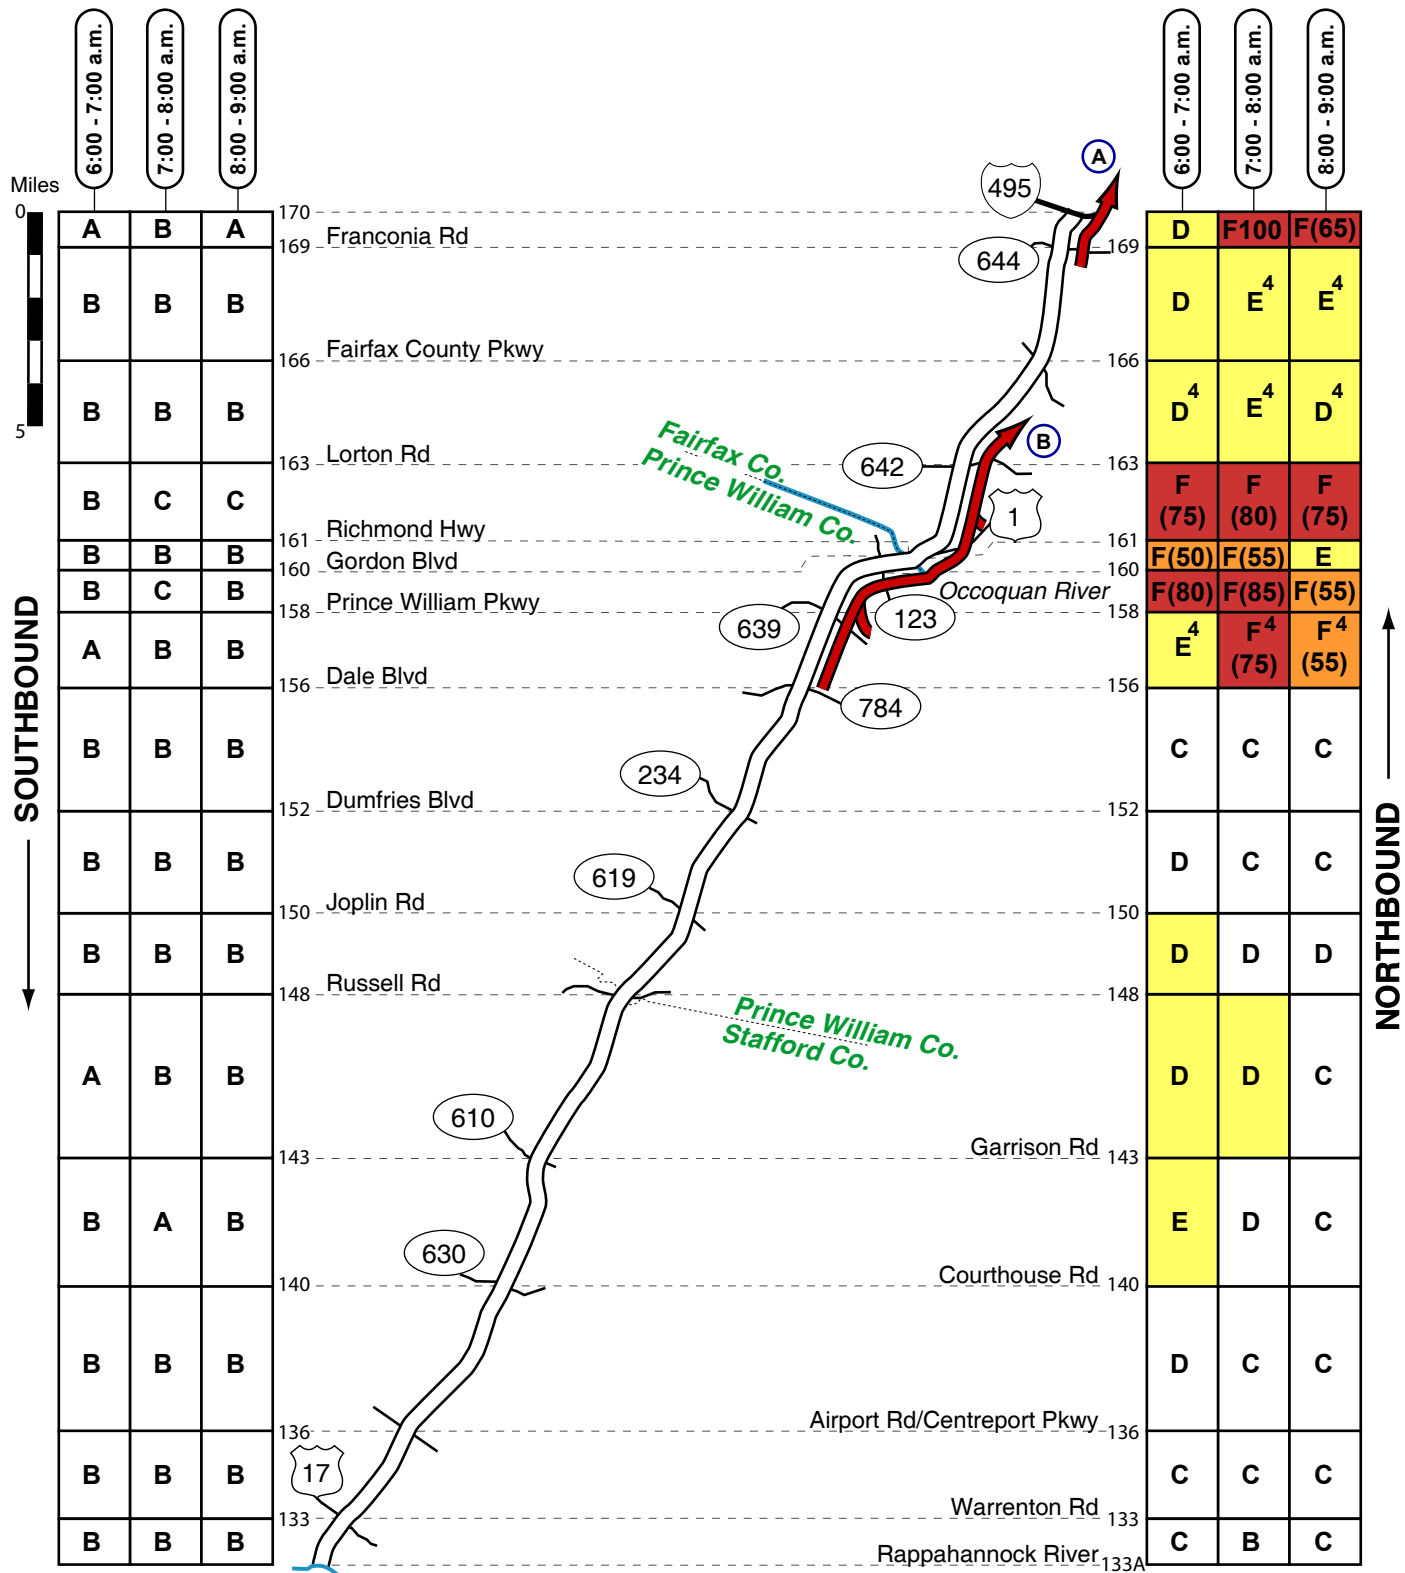 6:00 - 7:00 a.m.
7:00 - 8:00 a.m.
8:00 - 9:00 a.m.
6:00 - 7:00 a.m.
7:00 - 8:00 a.m.
8:00 - 9:00 a.m.
Miles
0
5
A
495
A B A
170
D F100 F(65)
Franconia Rd
169
644
169
B B B
D E4 E4
Fairfax County Pkwy
166
166
B B B
D4 E4 D4
Fairfax Co.
Prince William Co.
B
Lorton Rd
163
642
163
B C C
F (75) F (80) F (75)
1
Richmond Hwy
161
161
B B B
F(50) F(55) E
Gordon Blvd
160
160
B C B
F(80) F(85) F(55)
Occoquan River
Prince William Pkwy
158
639
123
158
A B B
E4 F4 (75) F4 (55)
Dale Blvd
156
784
156
B B B
C C C
234
Dumfries Blvd
152
152
B B B
D C C
619
Joplin Rd
150
150
B B B
D D D
Russell Rd
148
148
Prince William Co.
Stafford Co.
A B B
D D C
610
Garrison Rd
143
143
B A B
E D C
630
Courthouse Rd
140
140
B B B
D C C
Airport Rd/Centreport Pkwy
136
136
17
B B B
C C C
Warrenton Rd
133
133
B B B
C B C
Rappahannock River
133A
SOUTHBOUND
NORTHBOUND